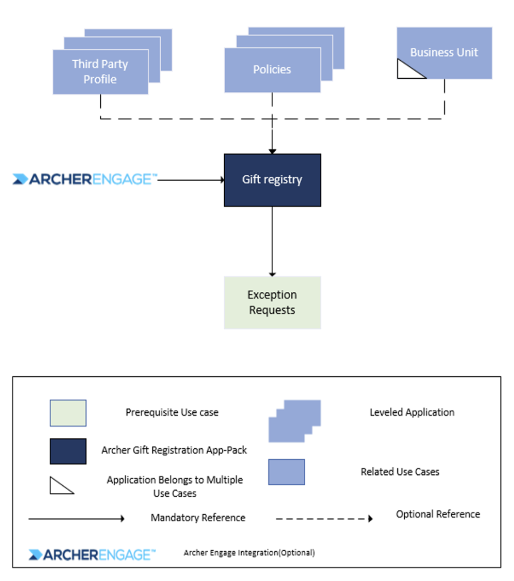 Third Party
Profile
Policies
Business Unit
ARCHERENGAGE™
Gift registry
Exception
Requests
Prerequisite Use case
Leveled Application
Archer Gift Registration App-Pack
Related Use Cases
Application Belongs to Multiple
Use Cases
Mandatory Reference
Optional Reference
ARCHERENGAGE™
Archer Engage Integration(Optional)